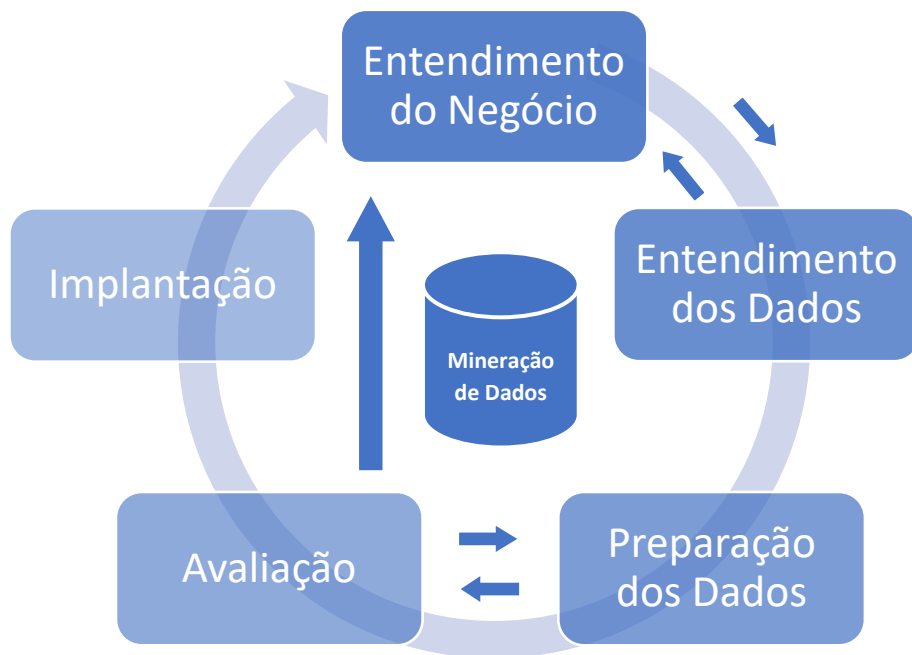 Entendimento
do Negócio
Entendimento
dos Dados
Implantação
Mineração
de Dados
Avaliação
Preparação
dos Dados